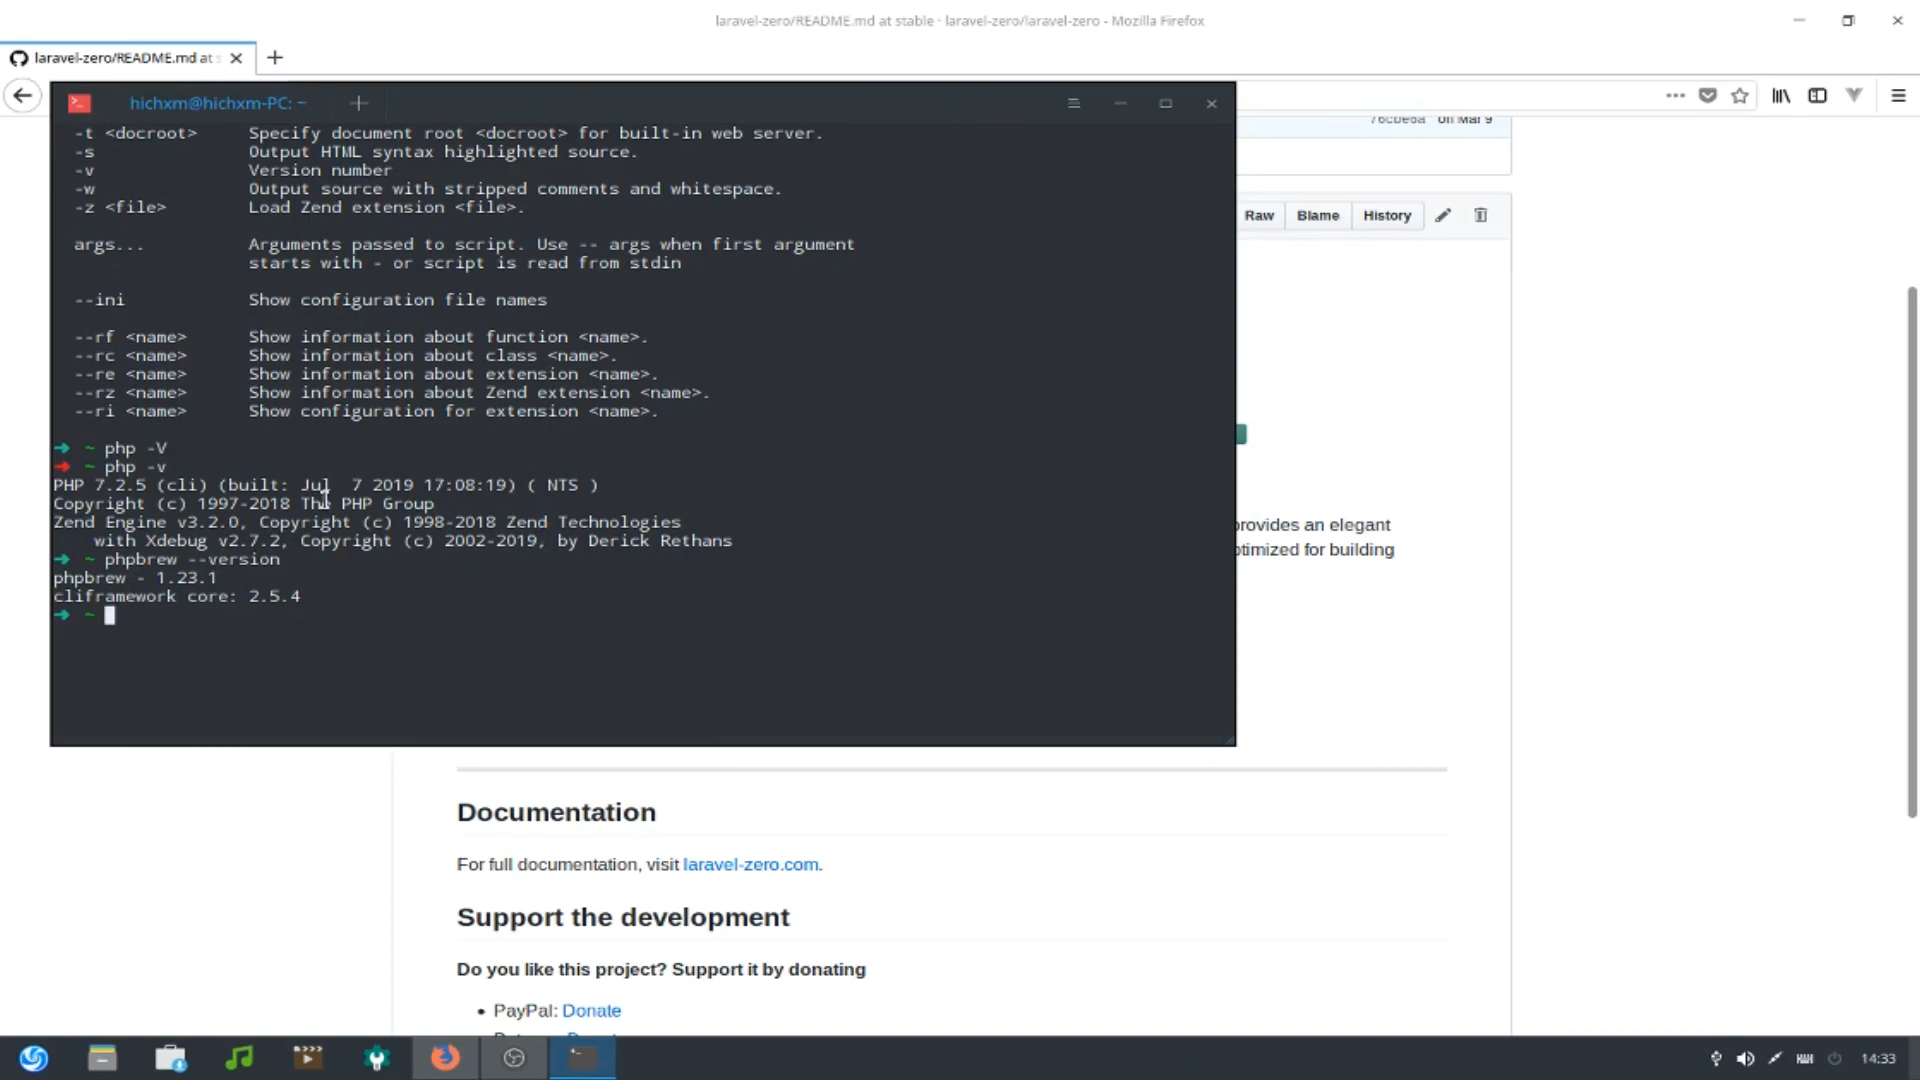 laravel-zero/README.md at stable · laravel-zero/laravel-zero - Mozilla Firefox
laravel-zero/README.md at s
hichxm@hichxm-PC: ~
-t <docroot> Specify document root <docroot> for built-in web server.
-s Output HTML syntax highlighted source.
-v Version number
-w Output source with stripped comments and whitespace.
-z <file> Load Zend extension <file>.
args... Arguments passed to script. Use -- args when first argument
starts with - or script is read from stdin
--ini Show configuration file names
--rf <name> Show information about function <name>.
--rc <name> Show information about class <name>.
--re <name> Show information about extension <name>.
--rz <name> Show information about Zend extension <name>.
--ri <name> Show configuration for extension <name>.
➜ ~ php -V
➜ ~ php -v
PHP 7.2.5 (cli) (built: Jul 7 2019 17:08:19) ( NTS )
Copyright (c) 1997-2018 The PHP Group
Zend Engine v3.2.0, Copyright (c) 1998-2018 Zend Technologies
with Xdebug v2.7.2, Copyright (c) 2002-2019, by Derick Rethans
➜ ~ phpbrew --version
phpbrew - 1.23.1
cliframework core: 2.5.4
➜ ~
on Mar 9
Raw Blame History
provides an elegant
optimized for building
Documentation
For full documentation, visit laravel-zero.com.
Support the development
Do you like this project? Support it by donating
• PayPal: Donate
14:33